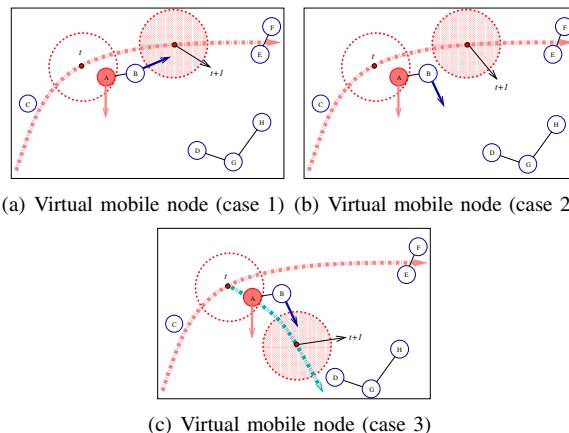 t
A
B
C
D
E
F
G
H
t+1
t
A
B
C
D
E
F
G
H
t+1
(a) Virtual mobile node (case 1) (b) Virtual mobile node (case 2
t
A
B
C
D
E
F
G
H
t+1
(c) Virtual mobile node (case 3)